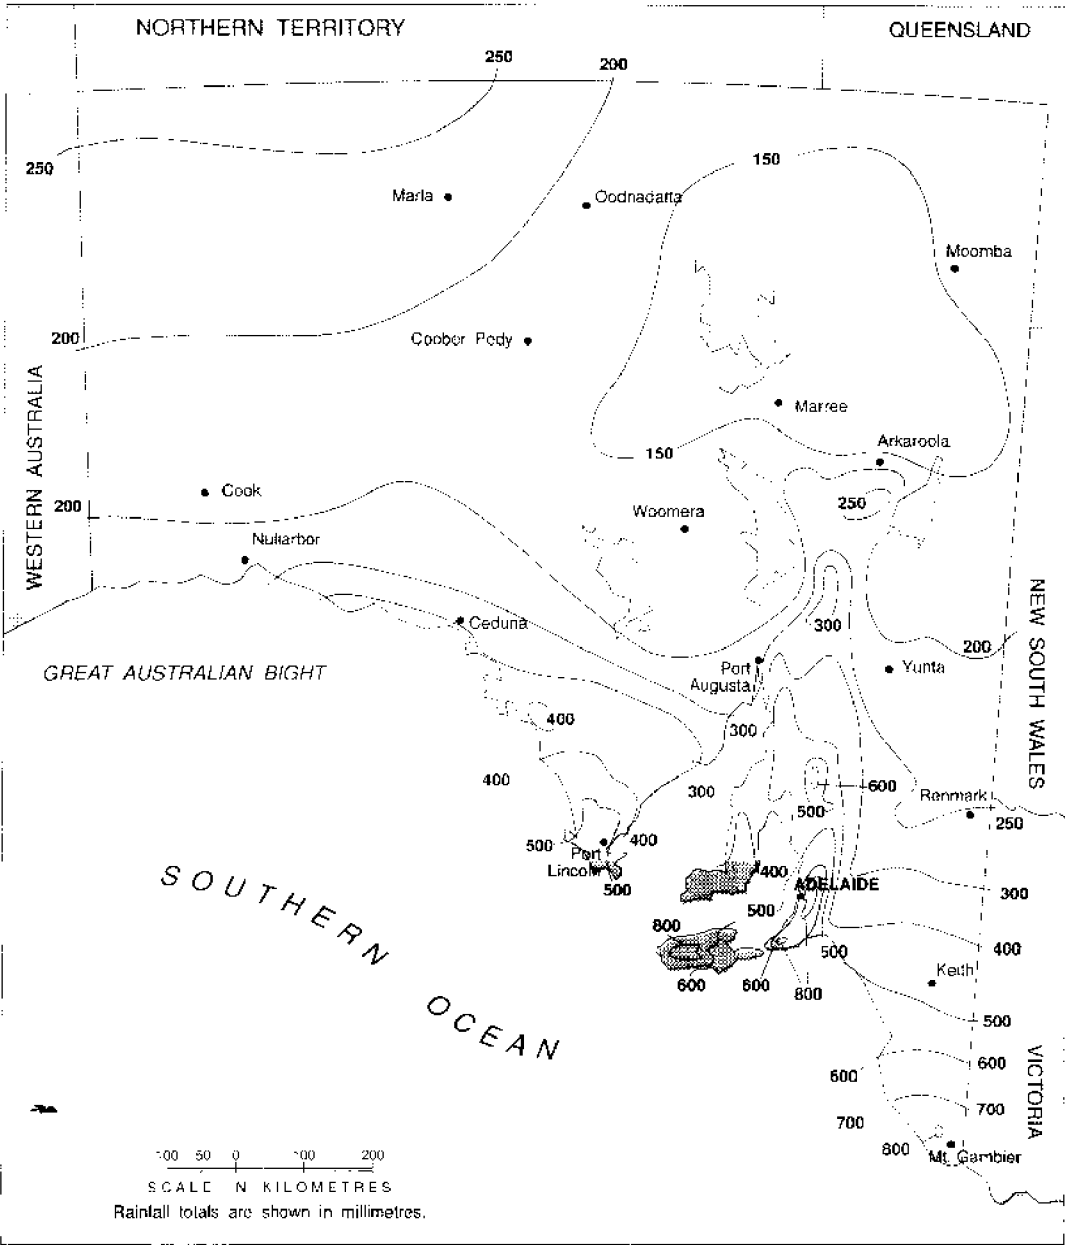 NORTHERN TERRITORY
QUEENSLAND
250
200
150
250
Marla
Oodnadatta
Moomba
200
Coober Pedy
WESTERN AUSTRALIA
Marree
Arkaroola
150
Cook
250
200
Woomera
Nullarbor
NEW SOUTH WALES
Ceduna
300
200
GREAT AUSTRALIAN BIGHT
Port
Augusta
Yunta
400
300
400
600
300
500
Renmark
250
500
400
Port
Lincoln
500
400
ADELAIDE
300
500
800
500
400
600
600
800
Keith
SOUTHERN
OCEAN
500
600
600
VICTORIA
700
700
800
Mt. Gambier
100 50 0 100 200
SCALE IN KILOMETRES
Rainfall totals are shown in millimetres.